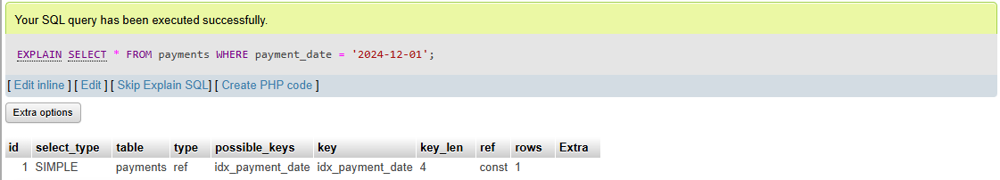 Your SQL query has been executed successfully.
EXPLAIN SELECT * FROM payments WHERE payment_date = '2024-12-01';
[ Edit inline ] [ Edit ] [ Skip Explain SQL] [ Create PHP code ]
Extra options
id select_type table type possible_keys key key_len ref rows Extra
1 SIMPLE payments ref idx_payment_date idx_payment_date 4 const 1